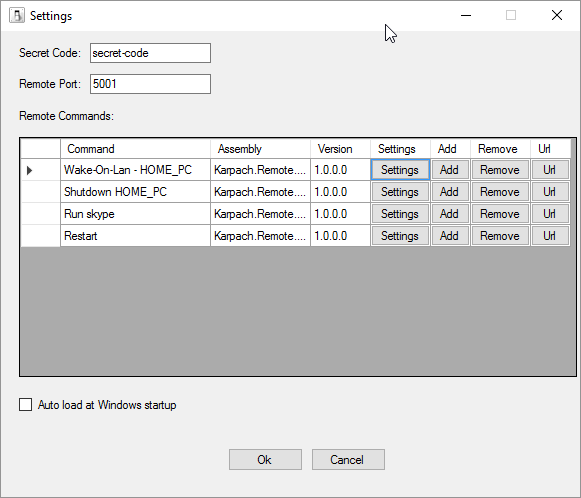 Settings
Secret Code: secret-code
Remote Port: 5001
Remote Commands:
Command Assembly Version Settings Add Remove Url
Wake-On-Lan - HOME_PC Karpach.Remote.... 1.0.0.0 Settings Add Remove Url
Shutdown HOME_PC Karpach.Remote.... 1.0.0.0 Settings Add Remove Url
Run skype Karpach.Remote.... 1.0.0.0 Settings Add Remove Url
Restart Karpach.Remote.... 1.0.0.0 Settings Add Remove Url
Auto load at Windows startup
Ok Cancel